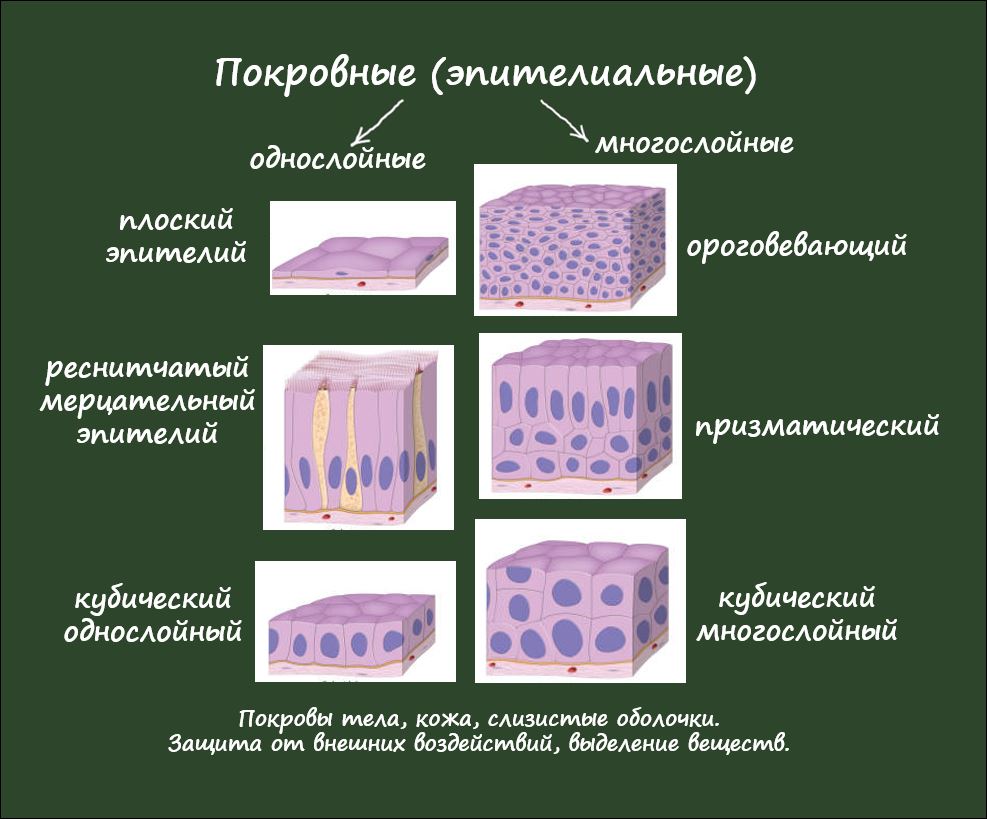 Покровные (эпителиальные)
однослойные
многослойные
плоский
эпителий
ороговевающий
реснитчатый
мерцательный
эпителий
призматический
кубический
однослойный
кубический
многослойный
Покровы тела, кожа, слизистые оболочки.
Защита от внешних воздействий, выделение веществ.